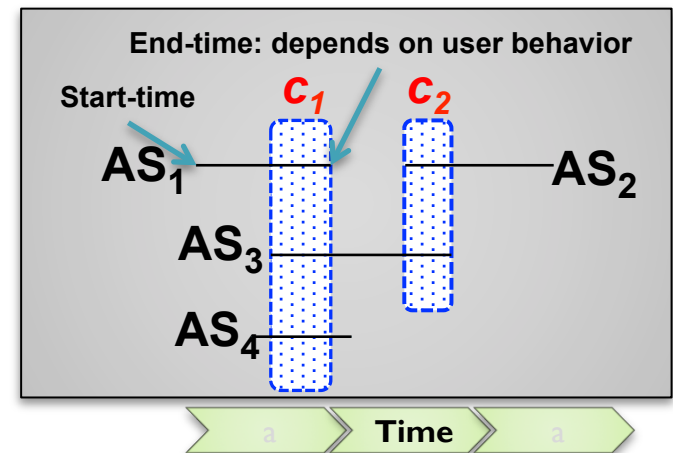 End-time: depends on user behavior
Start-time
c1 c2
AS1 AS2
AS3
AS4
a Time a